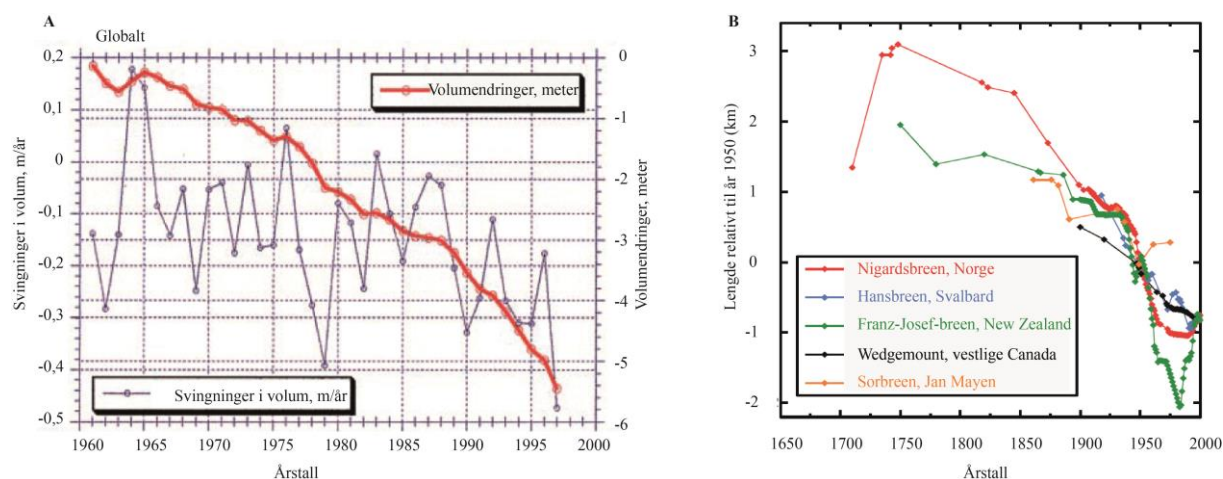 A
Globalt
0,2
0,1
0
-0,1
-0,2
-0,3
-0,4
-0,5
Svingninger i volum, m/år
0
-1
-2
-3
-4
-5
-6
Volumendringer, meter
Volumendringer, meter
Svingninger i volum, m/år
1960
1965
1970
1975
1980
1985
1990
1995
2000
Årstall
B
3
2
1
0
-1
-2
Lengde relativt til år 1950 (km)
Nigardsbreen, Norge
Hansbreen, Svalbard
Franz-Josef-breen, New Zealand
Wedgemount, vestlige Canada
Sorbreen, Jan Mayen
1650
1700
1750
1800
1850
1900
1950
2000
Årstall